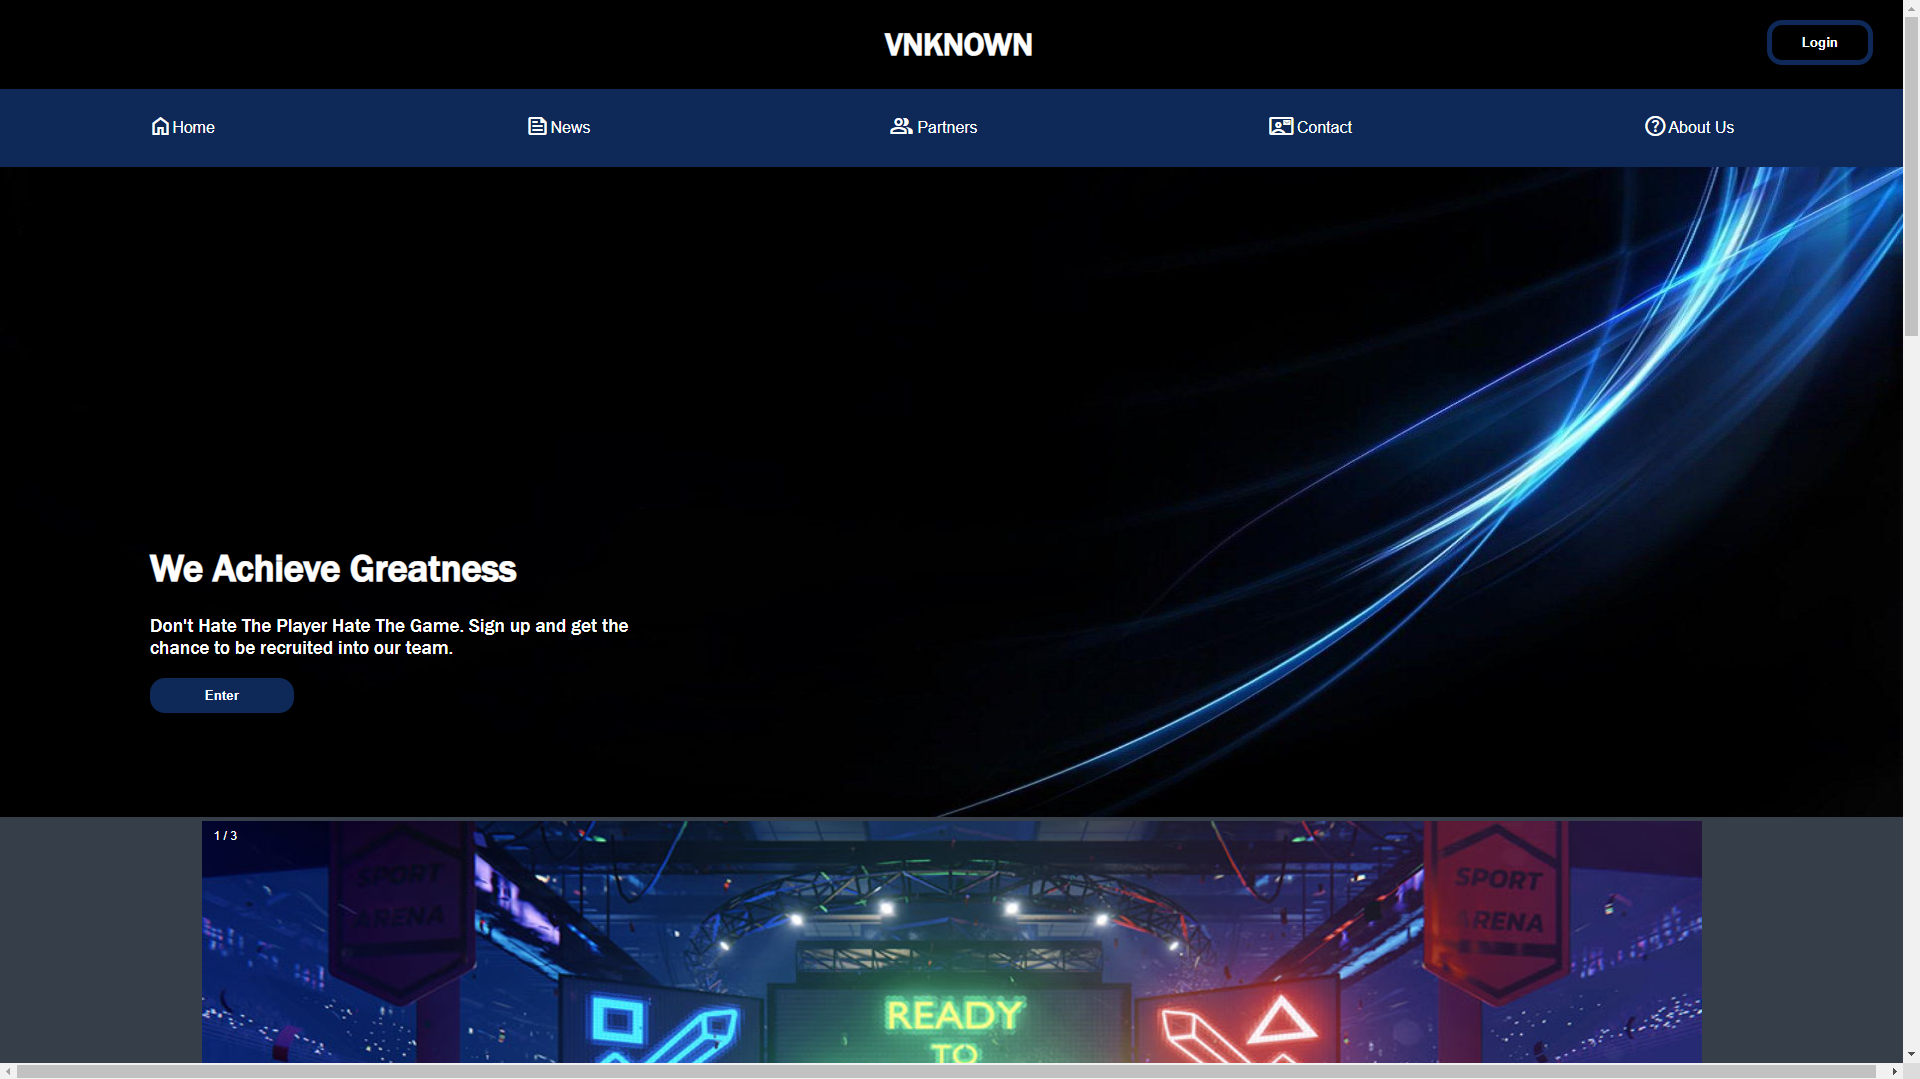 VNKNOWN
Login
Home
News
Partners
Contact
About Us
We Achieve Greatness
Don't Hate The Player Hate The Game. Sign up and get the
chance to be recruited into our team.
Enter
1 / 3
SPORT
ARENA
SPORT
ARENA
READY
TO